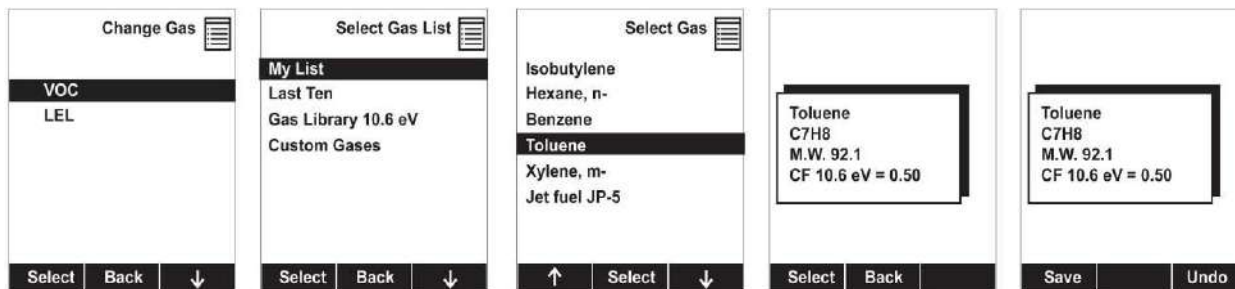 Change Gas
VOC
LEL
Select Back ↓
Select Gas List
My List
Last Ten
Gas Library 10.6 eV
Custom Gases
Select Back ↓
Select Gas
Isobutylene
Hexane, n-
Benzene
Toluene
Xylene, m-
Jet fuel JP-5
↑ Select ↓
Toluene
C7H8
M.W. 92.1
CF 10.6 eV = 0.50
Select Back
Toluene
C7H8
M.W. 92.1
CF 10.6 eV = 0.50
Save Undo